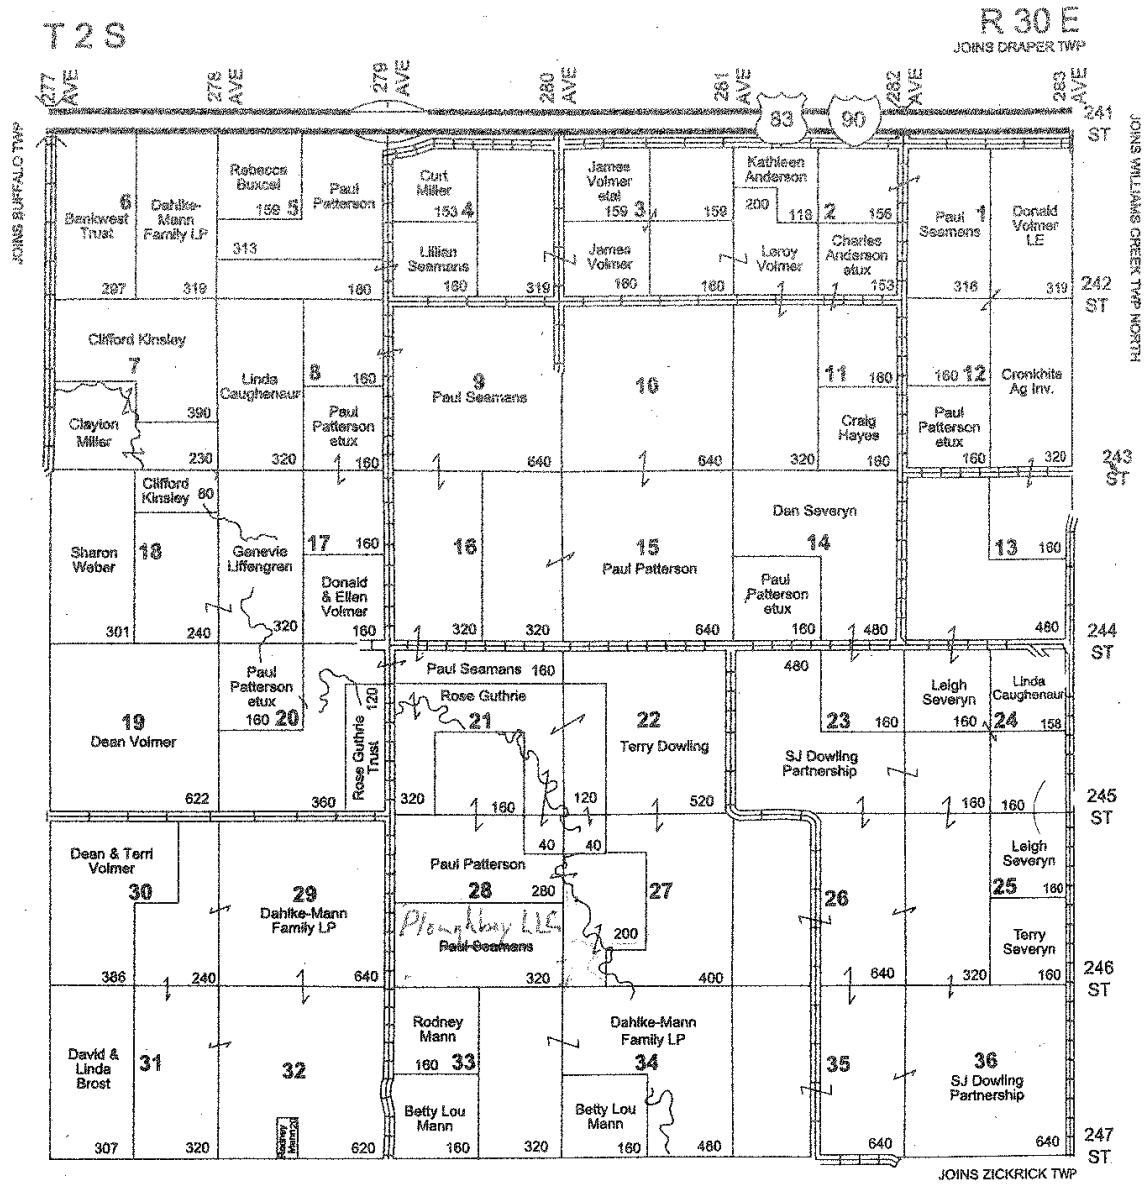 T 2 S
R 30 E
JOINS DRAPER TWP
277 AVE
278 AVE
279 AVE
280 AVE
281 AVE
282 AVE
283 AVE
83
90
241 ST
JOINS BUFFALO TWP
JOINS WILLIAMS CREEK TWP NORTH
6
Bankwest
Trust
297
Dahlke-
Mann
Family LP
319
Rebecca
Buxcel
159
5
Paul
Patterson
313
160
Curt
Miller
153
4
Lillian
Seamans
160
319
James
Volmer
etal
159
3
159
James
Volmer
160
160
Kathleen
Anderson
200
118
2
156
Leroy
Volmer
Charles
Anderson
etux
153
Paul
Seamans
1
316
Donald
Volmer
LE
319
242 ST
Clifford Kinsley
7
390
Clayton
Miller
230
Linda
Caughenaur
320
8
160
Paul
Patterson
etux
160
9
Paul Seamans
640
10
640
320
11
160
Craig
Hayes
160
160
12
Paul
Patterson
etux
160
Cronkhite
Ag Inv.
320
243 ST
Clifford
Kinsley
80
Sharon
Weber
18
301
240
Genevie
Liffengren
320
17
160
Donald
& Ellen
Volmer
160
16
320
320
15
Paul Patterson
640
Dan Severyn
14
Paul
Patterson
etux
160
480
13
160
480
244 ST
19
Dean Volmer
622
Paul
Patterson
etux
160
20
360
120
Rose Guthrie
Trust
Paul Seamans
160
Rose Guthrie
21
320
160
22
Terry Dowling
120
520
480
23
160
SJ Dowling
Partnership
Leigh
Severyn
160
24
Linda
Caughenaur
158
160
160
245 ST
Dean & Terri
Volmer
30
386
240
29
Dahlke-Mann
Family LP
640
40
40
Paul Patterson
28
280
Ploughboy LLC
Paul Seamans
320
27
200
400
26
640
320
Leigh
Severyn
25
160
Terry
Severyn
160
246 ST
David &
Linda
Brost
31
307
320
32
Rodney
Mann 20
620
Rodney
Mann
160
33
Betty Lou
Mann
160
320
Dahlke-Mann
Family LP
34
Betty Lou
Mann
160
480
35
640
36
SJ Dowling
Partnership
640
247 ST
JOINS ZICKRICK TWP